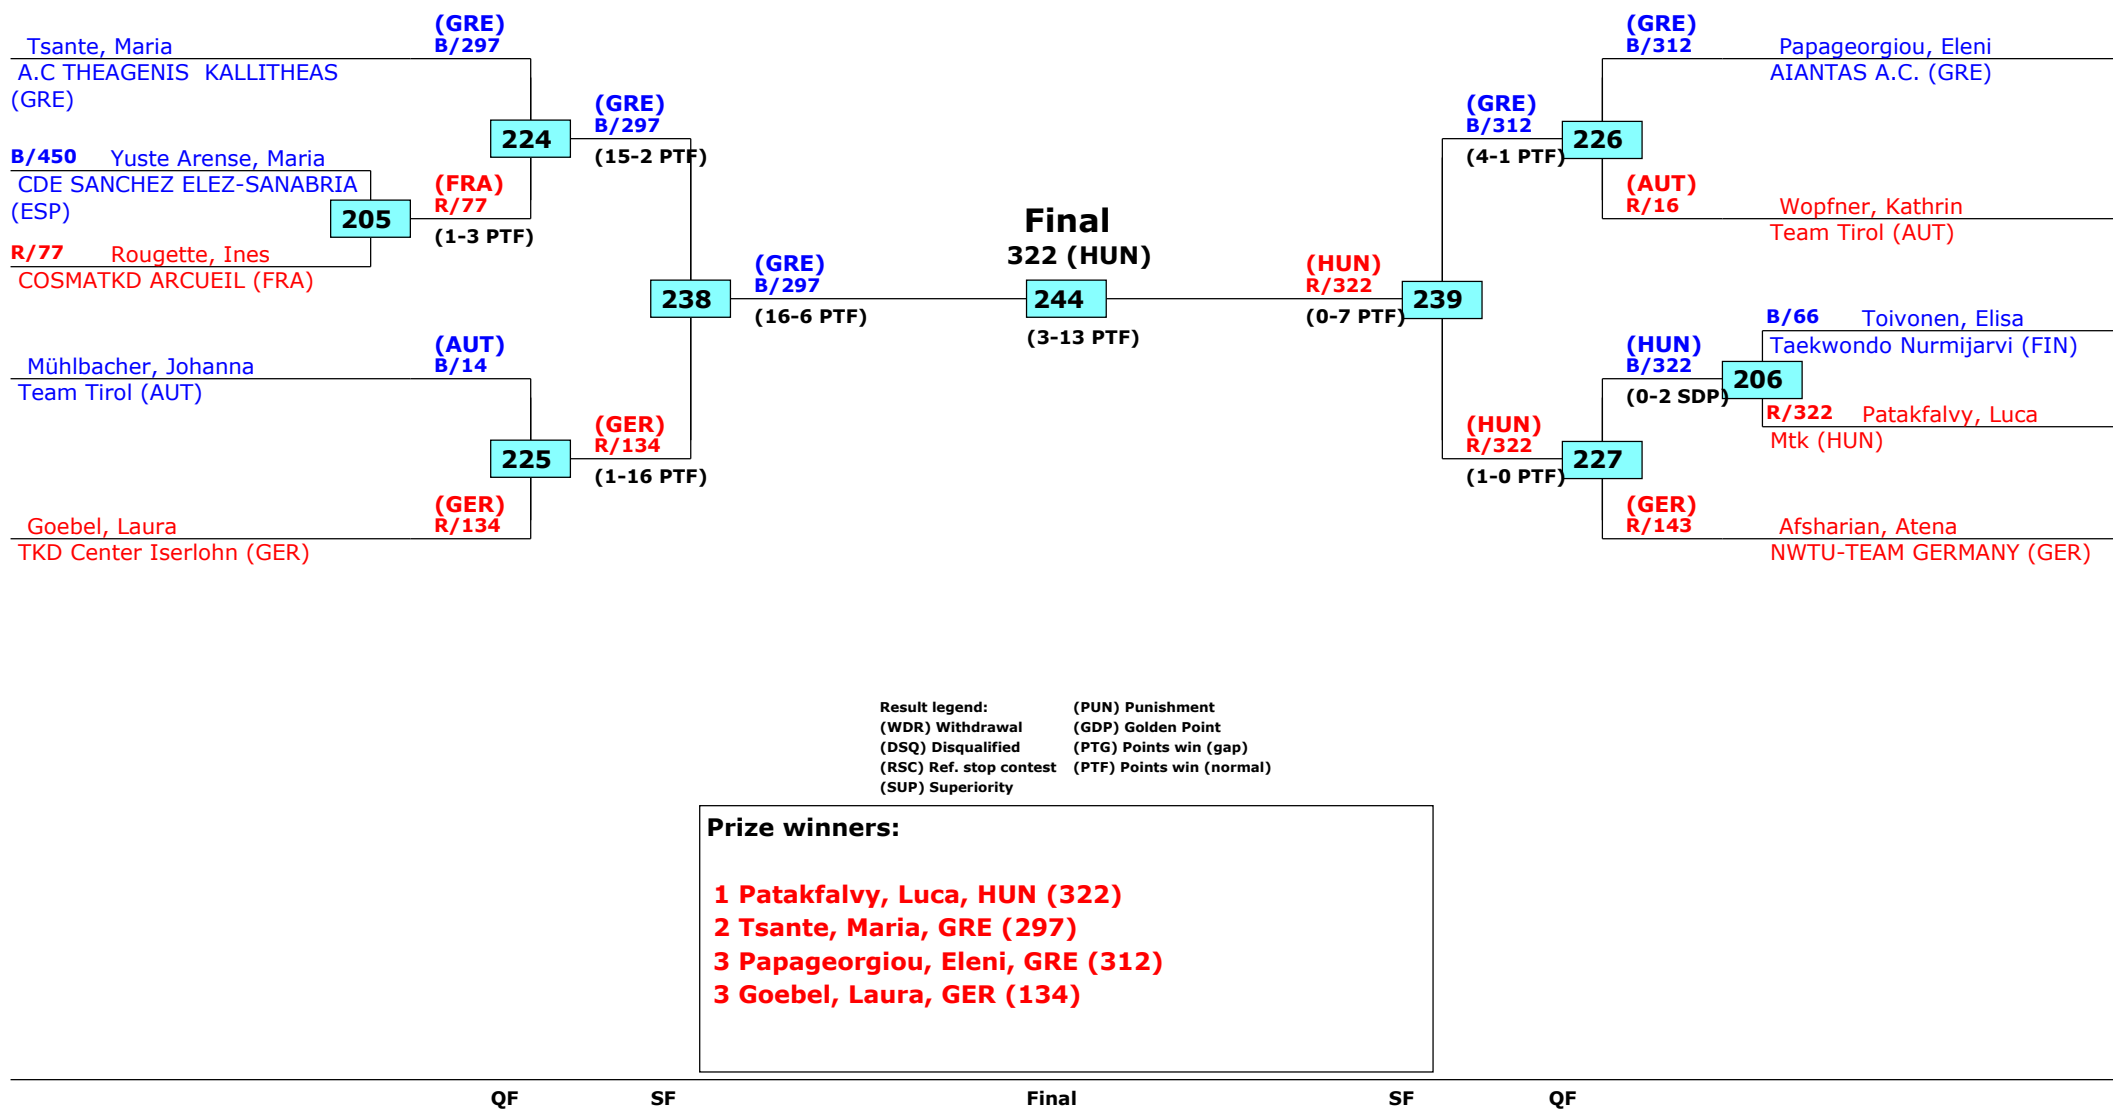 (GRE)
B/297
Tsante, Maria
A.C THEAGENIS  KALLITHEAS
(GRE)
224
(GRE)
B/297
(15-2 PTF)
B/450 Yuste Arense, Maria
CDE SANCHEZ ELEZ-SANABRIA
(ESP)
205
(FRA)
R/77
(1-3 PTF)
R/77 Rougette, Ines
COSMATKD ARCUEIL (FRA)
238
(GRE)
B/297
(16-6 PTF)
(AUT)
B/14
Mühlbacher, Johanna
Team Tirol (AUT)
225
(GER)
R/134
(1-16 PTF)
(GER)
R/134
Goebel, Laura
TKD Center Iserlohn (GER)
Final
322 (HUN)
244
(3-13 PTF)
(GRE)
B/312
Papageorgiou, Eleni
AIANTAS A.C. (GRE)
(GRE)
B/312
(4-1 PTF)
226
(AUT)
R/16
Wopfner, Kathrin
Team Tirol (AUT)
(HUN)
R/322
(0-7 PTF)
239
B/66 Toivonen, Elisa
Taekwondo Nurmijarvi (FIN)
(HUN)
B/322
(0-2 SDP)
206
R/322 Patakfalvy, Luca
Mtk (HUN)
(HUN)
R/322
(1-0 PTF)
227
(GER)
R/143
Afsharian, Atena
NWTU-TEAM GERMANY (GER)
Result legend: (PUN) Punishment
(WDR) Withdrawal (GDP) Golden Point
(DSQ) Disqualified (PTG) Points win (gap)
(RSC) Ref. stop contest (PTF) Points win (normal)
(SUP) Superiority
Prize winners:
1 Patakfalvy, Luca, HUN (322)
2 Tsante, Maria, GRE (297)
3 Papageorgiou, Eleni, GRE (312)
3 Goebel, Laura, GER (134)
QF SF Final SF QF